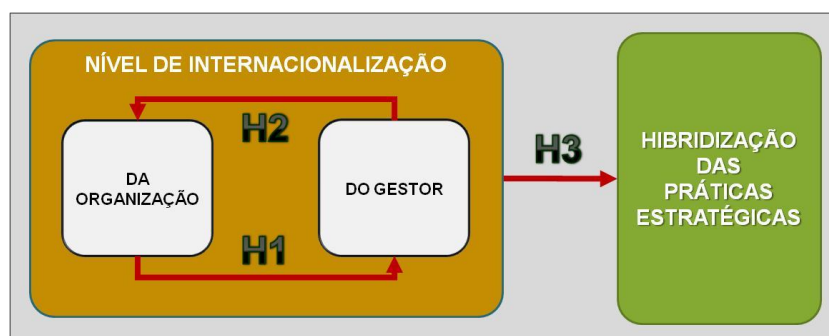 NÍVEL DE INTERNACIONALIZAÇÃO
H2
DA
ORGANIZAÇÃO
DO GESTOR
H1
H3
HIBRIDIZAÇÃO
DAS
PRÁTICAS
ESTRATÉGICAS